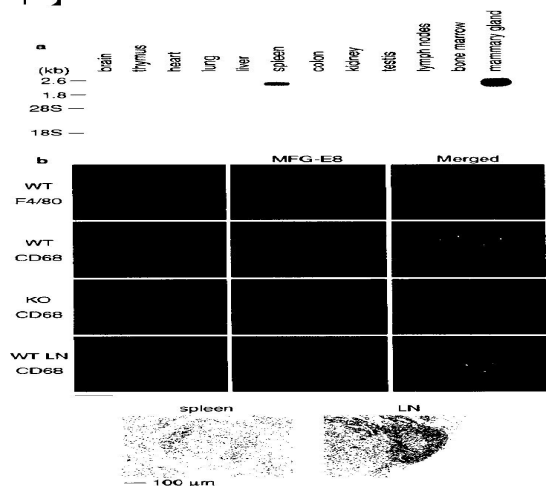 a
(kb) brain thymus heart lung liver spleen colon kidney testis lymph nodes bone marrow mammary gland
2.6
1.8
28S
18S
b MFG-E8 Merged
WT
F4/80
WT
CD68
KO
CD68
WT LN
CD68
spleen LN
100 μm